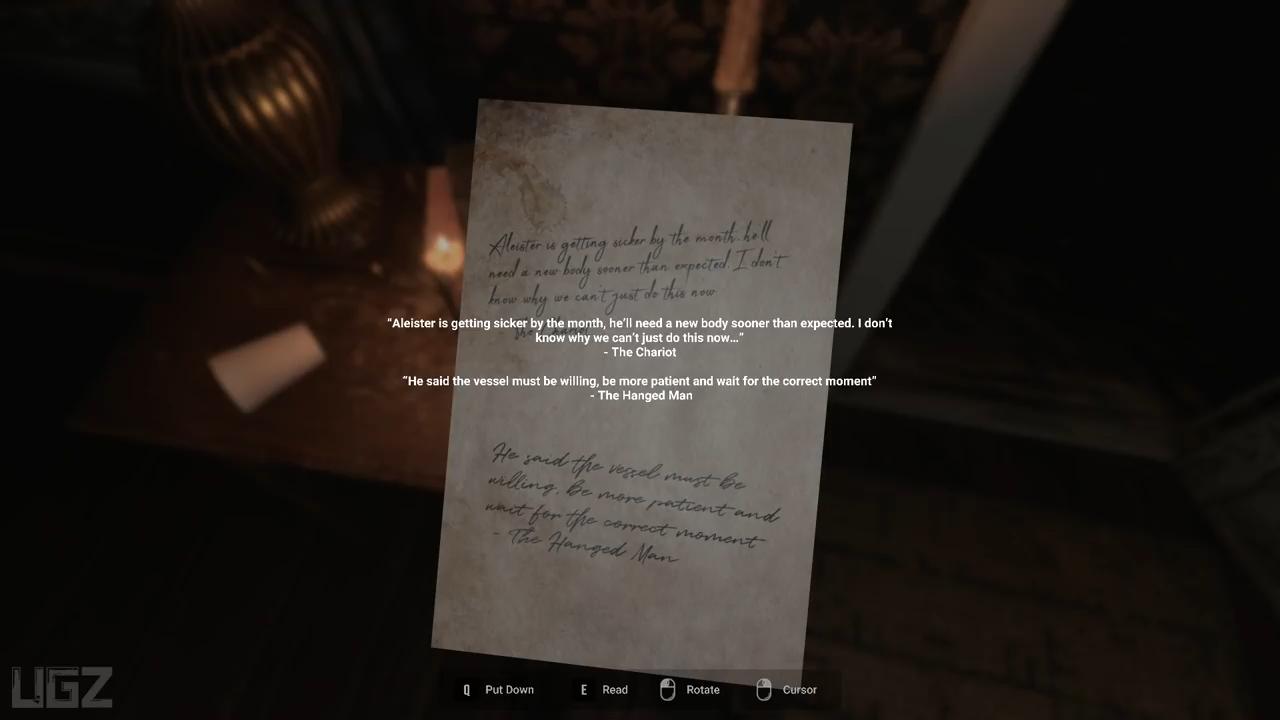 Aleister is getting sicker by the month. he'll
need a new body sooner than expected. I don't
know why we can't just do this now
“Aleister is getting sicker by the month, he’ll need a new body sooner than expected. I don’t
know why we can’t just do this now...”
- The Chariot
“He said the vessel must be willing, be more patient and wait for the correct moment”
- The Hanged Man
He said the vessel must be
willing. Be more patient and
wait for the correct moment
- The Hanged Man
Q Put Down E Read Rotate Cursor
UGZ